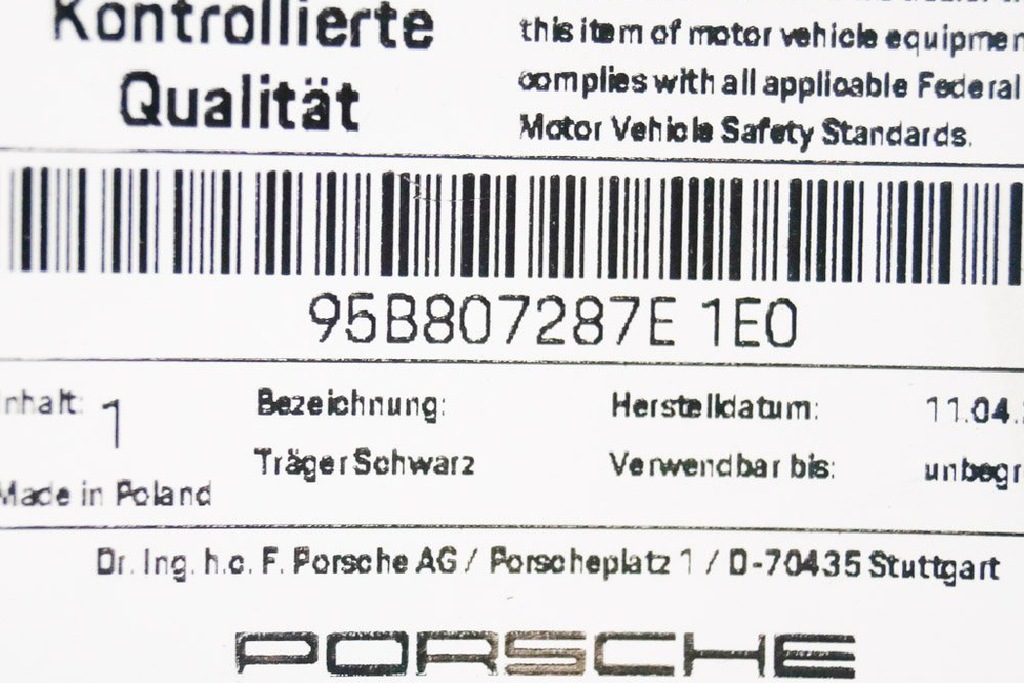 Kontrollierte
Qualität
this item of motor vehicle equipmen
complies with all applicable Federal
Motor Vehicle Safety Standards.
95B807287E 1E0
Inhalt: 1
Made in Poland
Bezeichnung:
Träger Schwarz
Herstelldatum: 11.04.
Verwendbar bis: unbegr
Dr. Ing. h.c. F. Porsche AG / Porscheplatz 1 / D-70435 Stuttgart
PORSCHE